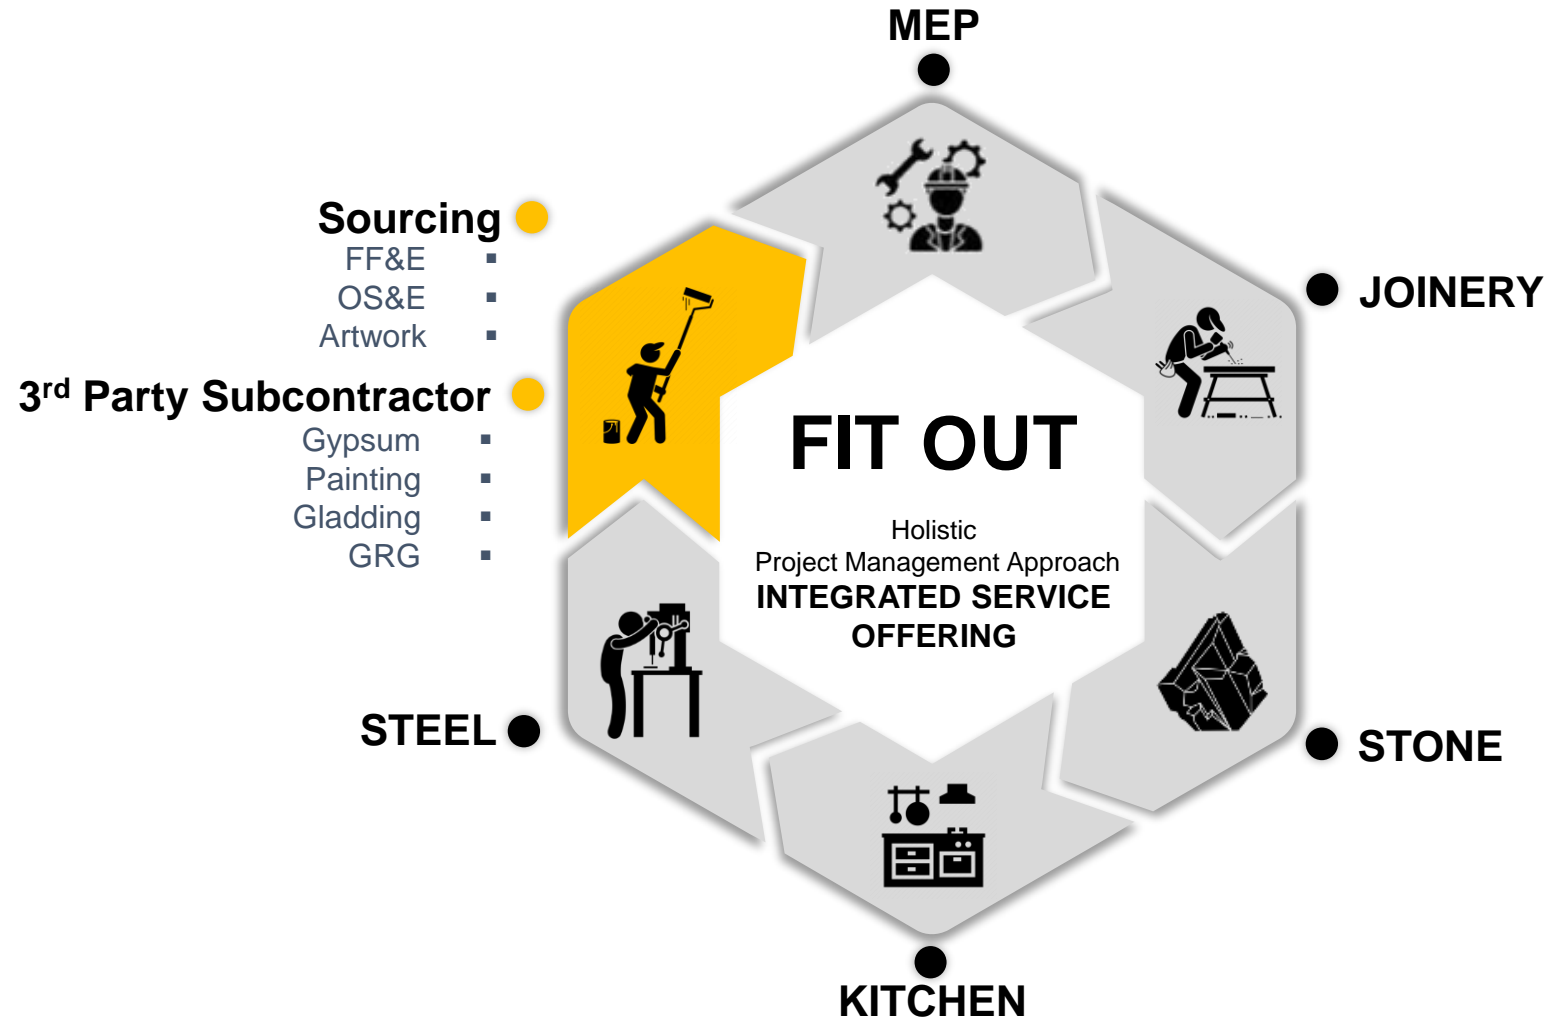 MEP
Sourcing
FF&E ▪
OS&E ▪
Artwork ▪
3rd Party Subcontractor
Gypsum ▪
Painting ▪
Gladding ▪
GRG ▪
JOINERY
FIT OUT
Holistic
Project Management Approach
INTEGRATED SERVICE
OFFERING
STEEL
STONE
KITCHEN